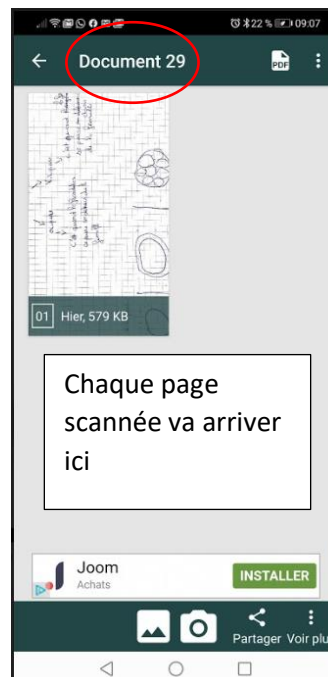 22 % 09:07
Document 29
PDF
01 Hier, 579 KB
Chaque page
scannée va arriver
ici
Joom
Achats
INSTALLER
Partager Voir plu